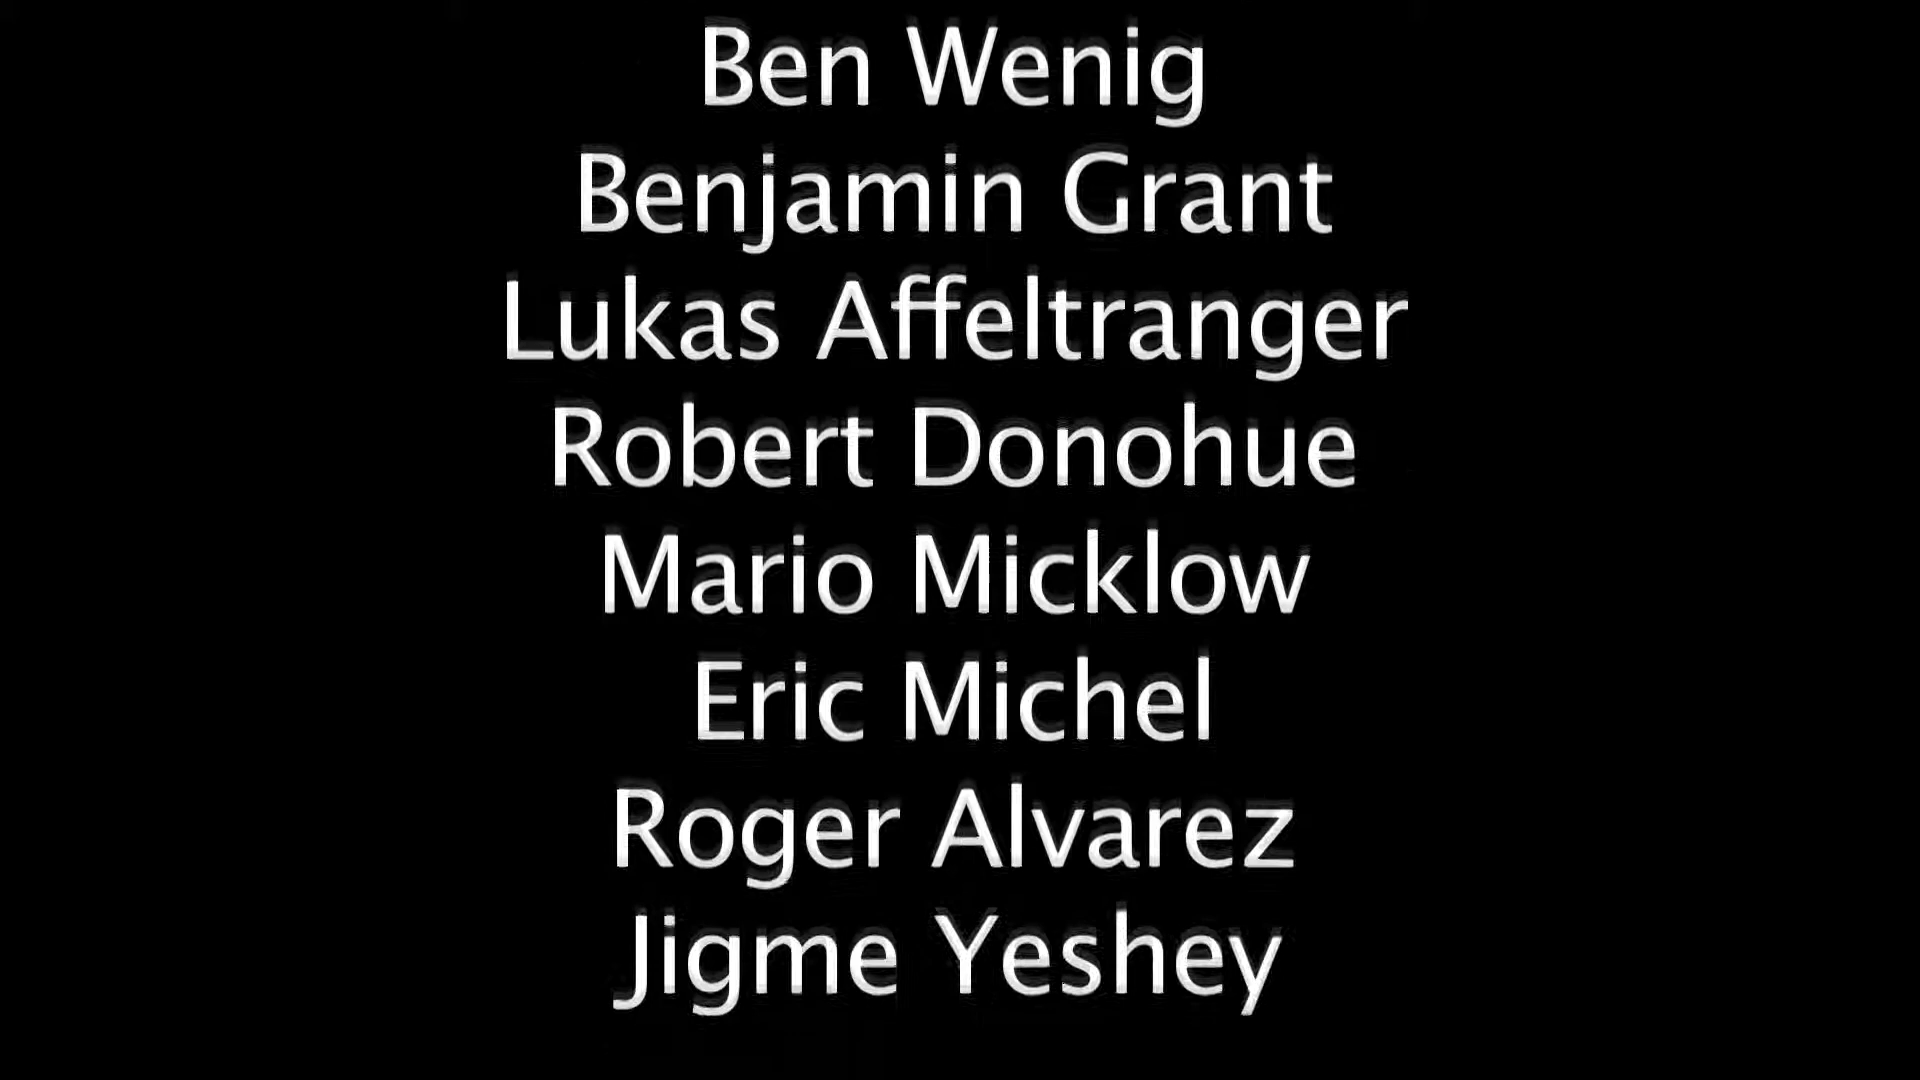 Ben Wenig
Benjamin Grant
Lukas Affeltranger
Robert Donohue
Mario Micklow
Eric Michel
Roger Alvarez
Jigme Yeshey